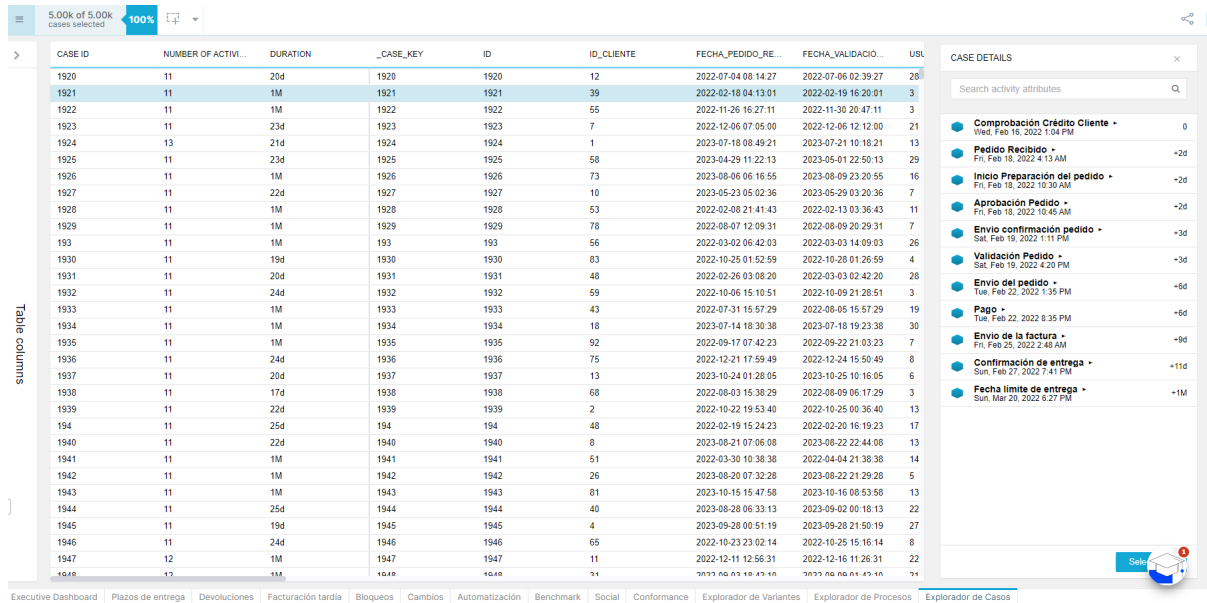 5.00k of 5.00k
cases selected
100%
CASE ID NUMBER OF ACTIVI... DURATION _CASE_KEY ID ID_CLIENTE FECHA_PEDIDO_RE... FECHA_VALIDACIÓ... USU
1920 11 20d 1920 1920 12 2022-07-04 08:14:27 2022-07-06 02:39:27 28
1921 11 1M 1921 1921 39 2022-02-18 04:13:01 2022-02-19 16:20:01 3
1922 11 1M 1922 1922 55 2022-11-26 16:27:11 2022-11-30 20:47:11 3
1923 11 23d 1923 1923 7 2022-12-06 07:05:00 2022-12-06 12:12:00 21
1924 13 21d 1924 1924 1 2023-07-18 08:49:21 2023-07-21 10:18:21 13
1925 11 23d 1925 1925 58 2023-04-29 11:22:13 2023-05-01 22:50:13 29
1926 11 1M 1926 1926 73 2023-08-06 06:16:55 2023-08-09 23:20:55 16
1927 11 22d 1927 1927 10 2023-05-23 05:02:36 2023-05-29 03:20:36 7
1928 11 1M 1928 1928 53 2022-02-08 21:41:43 2022-02-13 03:36:43 11
1929 11 1M 1929 1929 78 2022-08-07 12:09:31 2022-08-09 20:29:31 7
193 11 1M 193 193 56 2022-03-02 06:42:03 2022-03-03 14:09:03 26
1930 11 19d 1930 1930 83 2022-10-25 01:52:59 2022-10-28 01:26:59 4
1931 11 20d 1931 1931 48 2022-02-26 03:08:20 2022-03-03 02:42:20 28
1932 11 24d 1932 1932 59 2022-10-06 15:10:51 2022-10-09 21:28:51 3
1933 11 1M 1933 1933 43 2022-07-31 15:57:29 2022-08-05 15:57:29 19
1934 11 1M 1934 1934 18 2023-07-14 18:30:38 2023-07-18 19:23:38 30
1935 11 1M 1935 1935 92 2022-09-17 07:42:23 2022-09-22 21:03:23 7
1936 11 24d 1936 1936 75 2022-12-21 17:59:49 2022-12-24 15:50:49 8
1937 11 20d 1937 1937 13 2023-10-24 01:28:05 2023-10-25 10:16:05 6
1938 11 17d 1938 1938 68 2022-08-03 15:38:29 2022-08-09 06:17:29 3
1939 11 22d 1939 1939 2 2022-10-22 19:53:40 2022-10-25 00:36:40 13
194 11 25d 194 194 48 2022-02-19 15:24:23 2022-02-20 16:19:23 17
1940 11 22d 1940 1940 8 2023-08-21 07:06:08 2023-08-22 22:44:08 13
1941 11 1M 1941 1941 51 2022-03-30 10:38:38 2022-04-04 21:38:38 14
1942 11 1M 1942 1942 26 2023-08-20 07:32:28 2023-08-22 21:29:28 5
1943 11 1M 1943 1943 81 2023-10-15 15:47:58 2023-10-16 08:53:58 13
1944 11 25d 1944 1944 40 2023-08-28 06:33:13 2023-09-02 00:18:13 22
1945 11 19d 1945 1945 4 2023-09-28 00:51:19 2023-09-28 21:50:19 27
1946 11 24d 1946 1946 65 2022-10-23 23:02:14 2022-10-25 15:16:14 8
1947 12 1M 1947 1947 11 2022-12-11 12:56:31 2022-12-16 11:26:31 22
1948 12 1M 1948 1948 31 2022-09-03 18:42:10 2022-09-09 01:42:10 21
Table columns
CASE DETAILS
Search activity attributes
Comprobación Crédito Cliente
Wed, Feb 16, 2022 1:04 PM 0
Pedido Recibido
Fri, Feb 18, 2022 4:13 AM +2d
Inicio Preparación del pedido
Fri, Feb 18, 2022 10:30 AM +2d
Aprobación Pedido
Fri, Feb 18, 2022 10:45 AM +2d
Envio confirmación pedido
Sat, Feb 19, 2022 1:11 PM +3d
Validación Pedido
Sat, Feb 19, 2022 4:20 PM +3d
Envio del pedido
Tue, Feb 22, 2022 1:35 PM +6d
Pago
Tue, Feb 22, 2022 8:35 PM +6d
Envio de la factura
Fri, Feb 25, 2022 2:48 AM +9d
Confirmación de entrega
Sun, Feb 27, 2022 7:41 PM +11d
Fecha límite de entrega
Sun, Mar 20, 2022 6:27 PM +1M
Sele
1
Executive Dashboard Plazos de entrega Devoluciones Facturación tardía Bloqueos Cambios Automatización Benchmark Social Conformance Explorador de Variantes Explorador de Procesos Explorador de Casos